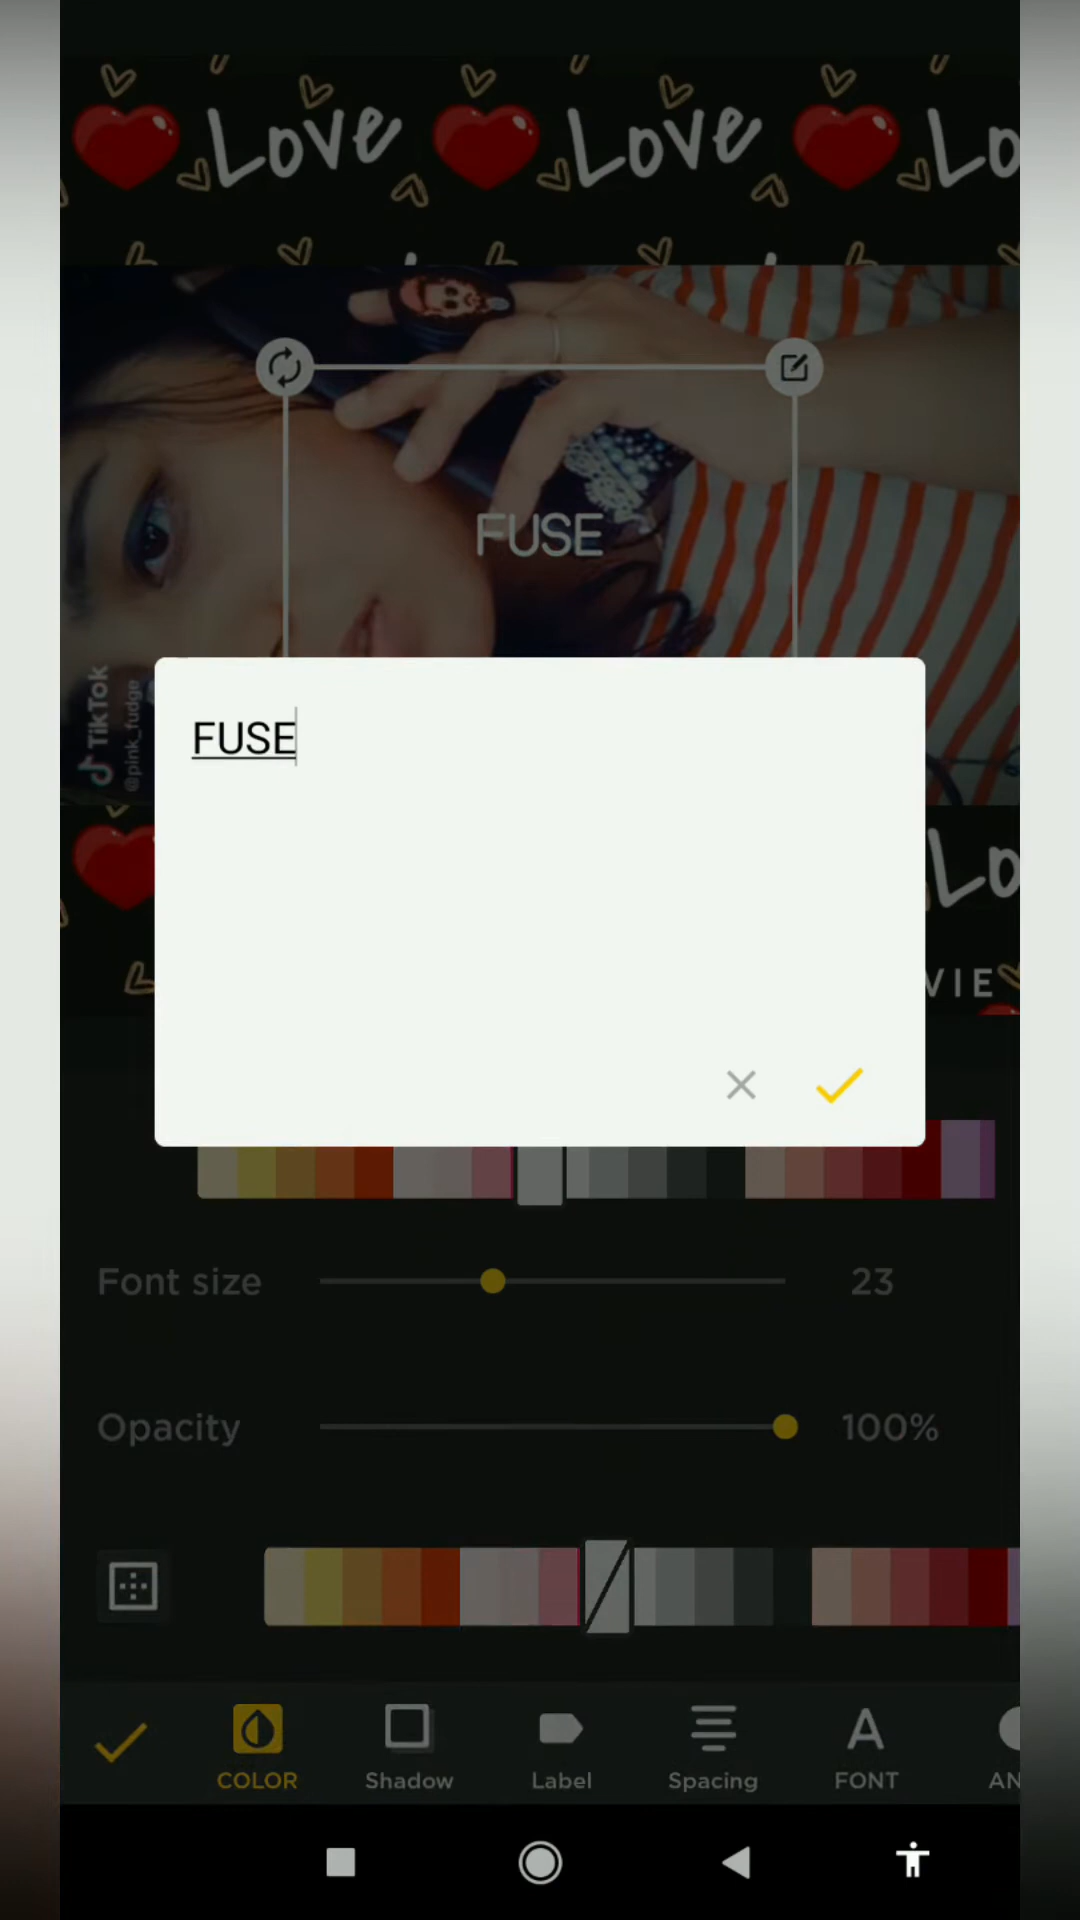 Love Love Lo
FUSE
TikTok
@pink_fudge
FUSE
Lo
VIE
Font size 23
Opacity 100%
COLOR Shadow Label Spacing FONT AN